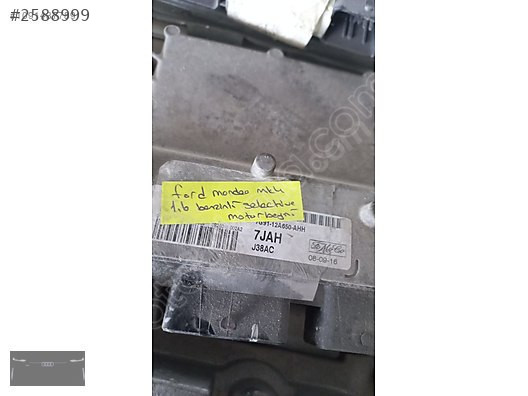 #2588999
ford mondeo mk4
1.6 benzinli selective
motor beyni
7G91-12A650-AHH
7JAH
J38AC
08-09-16